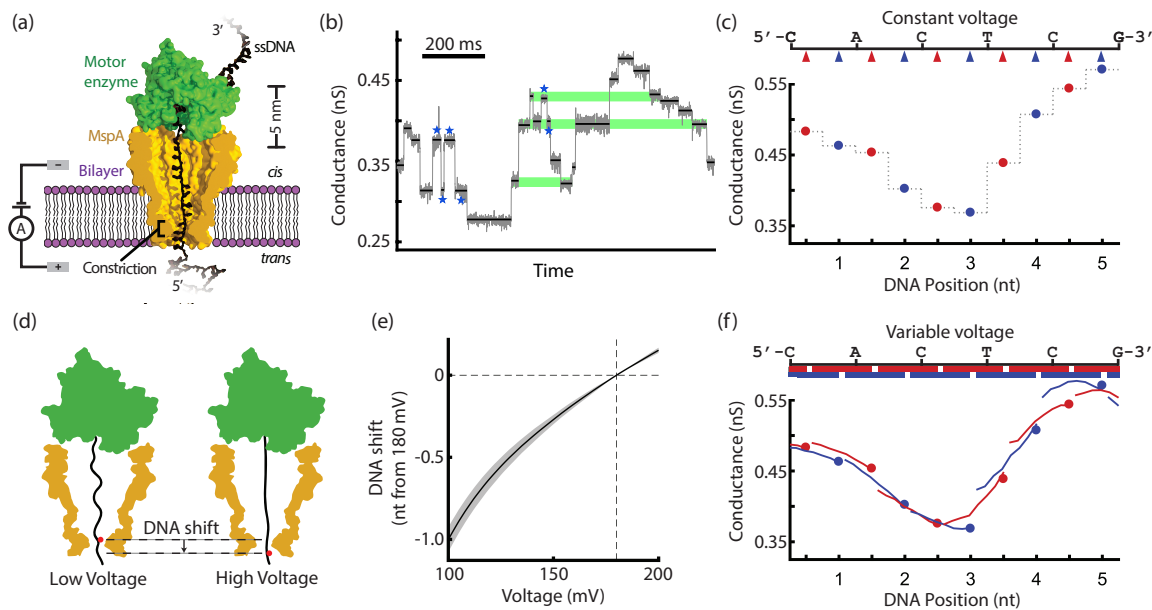 (a)
3′
ssDNA
Motor
enzyme
5 nm
MspA
Bilayer
cis
−
A
+
trans
Constriction
5′
(b)
200 ms
Conductance (nS)
0.45
0.35
0.25
Time
(c)
Constant voltage
5′-C A C T C G-3′
Conductance (nS)
0.55
0.45
0.35
1 2 3 4 5
DNA Position (nt)
(d)
DNA shift
Low Voltage
High Voltage
(e)
DNA shift
(nt from 180 mV)
0
-0.5
-1.0
100 150 200
Voltage (mV)
(f)
Variable voltage
5′-C A C T C G-3′
Conductance (nS)
0.55
0.45
0.35
1 2 3 4 5
DNA Position (nt)